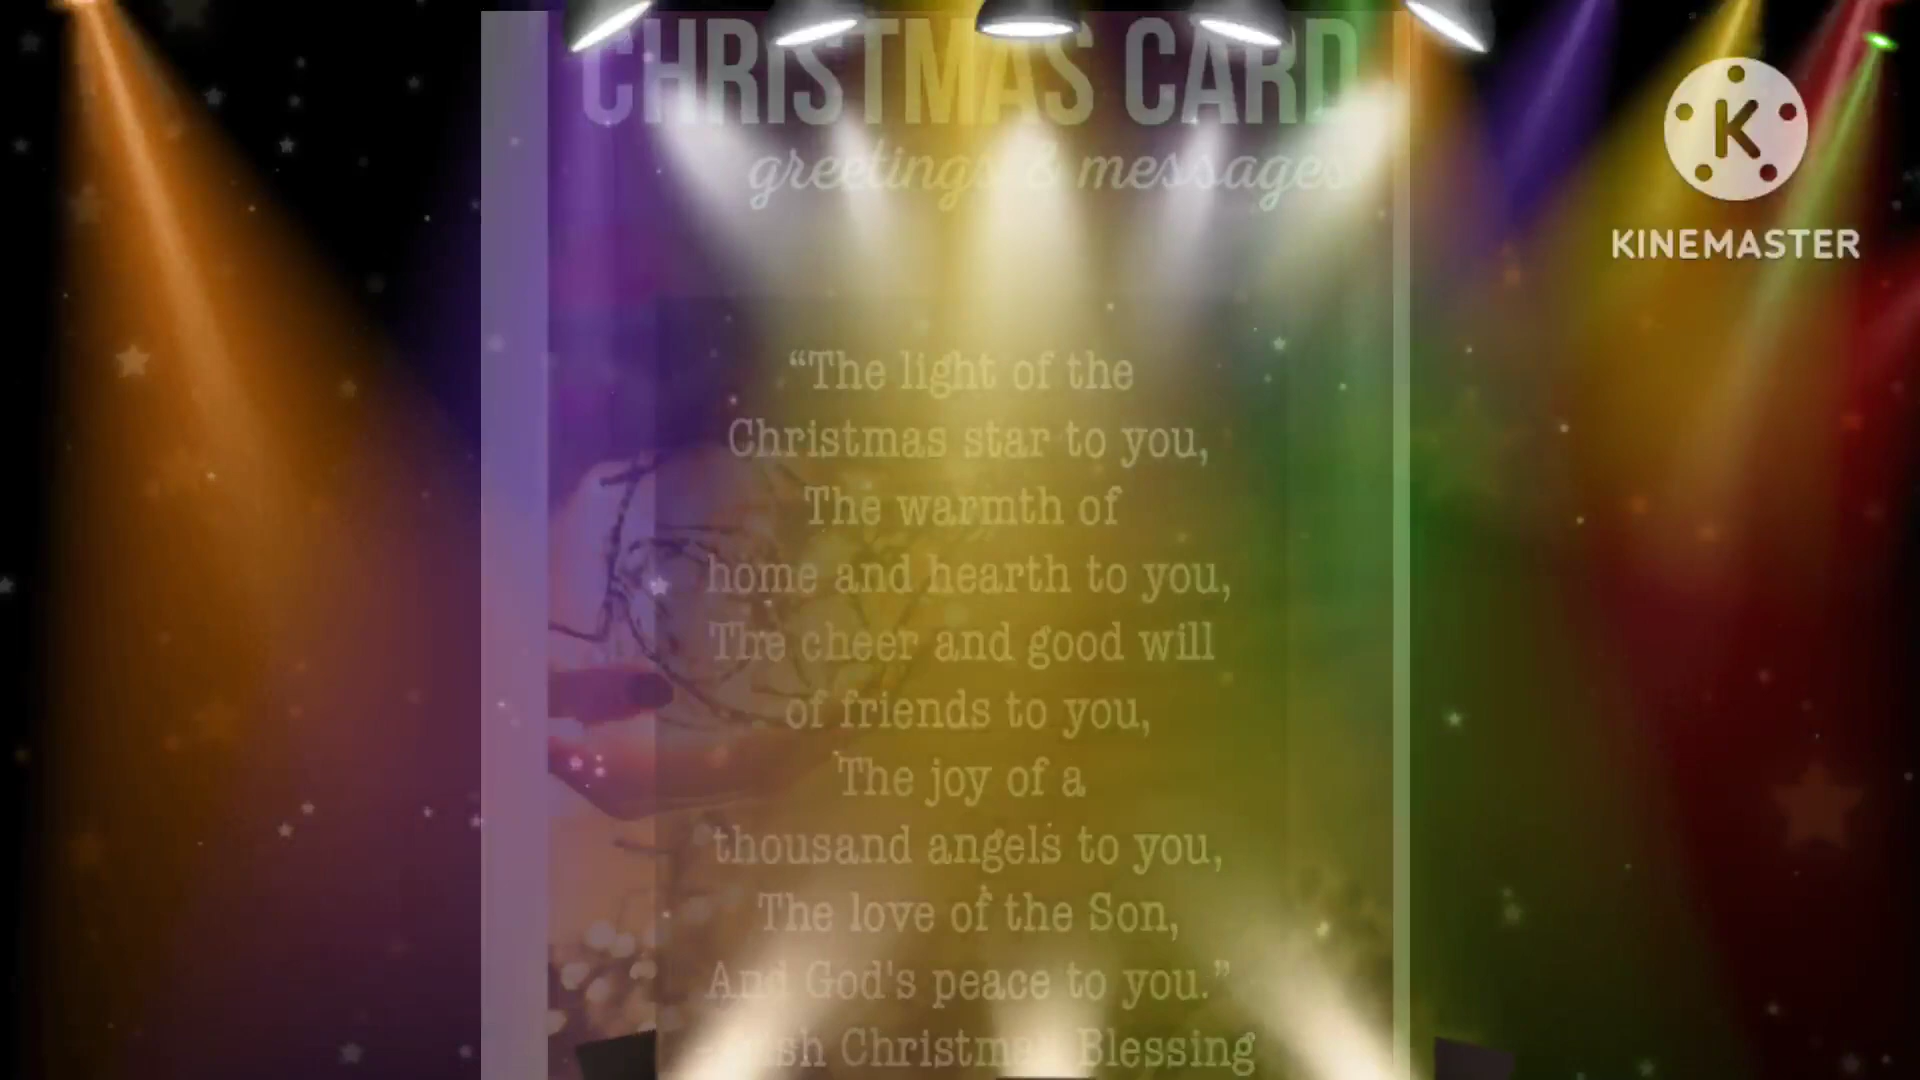 CHRISTMAS CARD
greetings & messages
K
KINEMASTER
“The light of the
Christmas star to you,
The warmth of
home and hearth to you,
The cheer and good will
of friends to you,
The joy of a
thousand angels to you,
The love of the Son,
And God's peace to you.”
Christmas Blessing